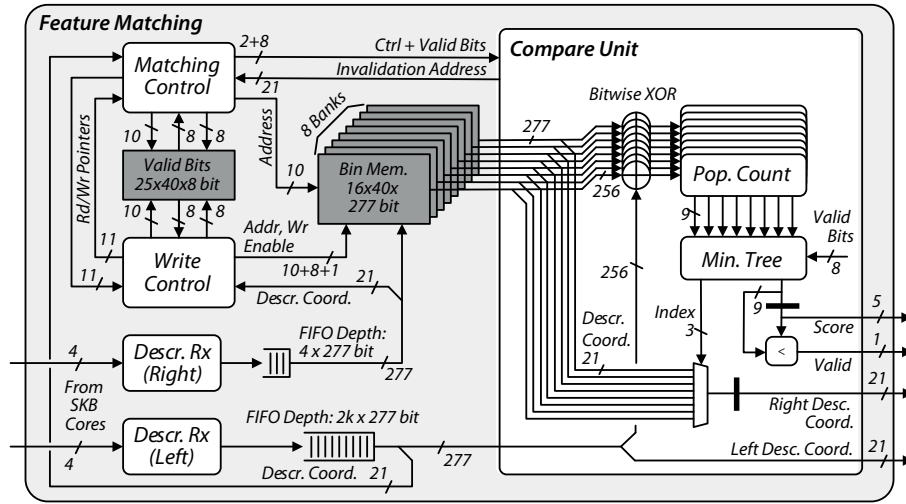 Feature Matching
Matching
Control
2+8
Ctrl + Valid Bits
Invalidation Address
21
Compare Unit
Bitwise XOR
8 Banks
Address
10
8
8
Valid Bits
25x40x8 bit
10
8
8
Rd/Wr Pointers
10
Bin Mem.
16x40x
277 bit
277
256
Pop. Count
9
Valid
Bits
8
Min. Tree
Addr, Wr
Enable
10+8+1
11
11
Write
Control
21
Descr. Coord.
256
Index
3
9
5
Score
<
1
Valid
Descr.
Coord.
21
FIFO Depth:
4 x 277 bit
4
Descr. Rx
(Right)
277
From
SKB
Cores
21
Right Desc.
Coord.
FIFO Depth: 2k x 277 bit
4
Descr. Rx
(Left)
277
Descr. Coord.
21
Left Desc. Coord.
21